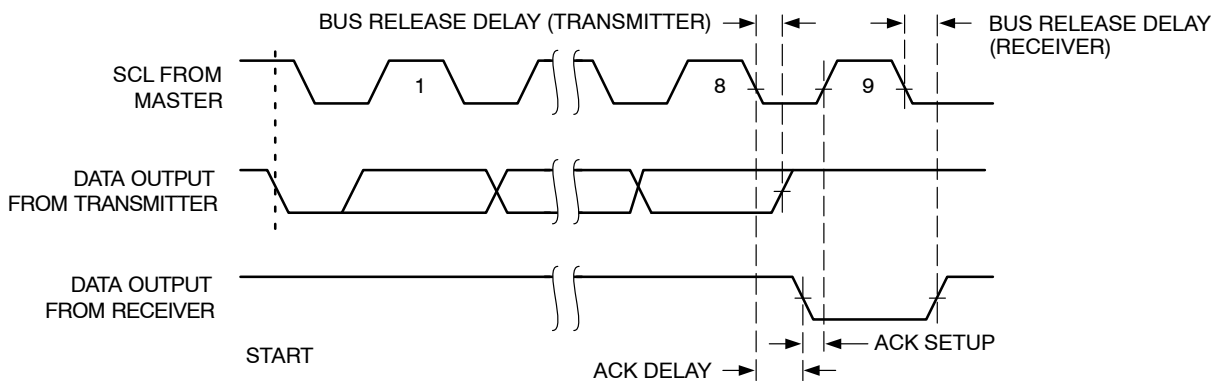 BUS RELEASE DELAY (TRANSMITTER)
BUS RELEASE DELAY
(RECEIVER)
SCL FROM
MASTER
1
8
9
DATA OUTPUT
FROM TRANSMITTER
DATA OUTPUT
FROM RECEIVER
START
ACK SETUP
ACK DELAY